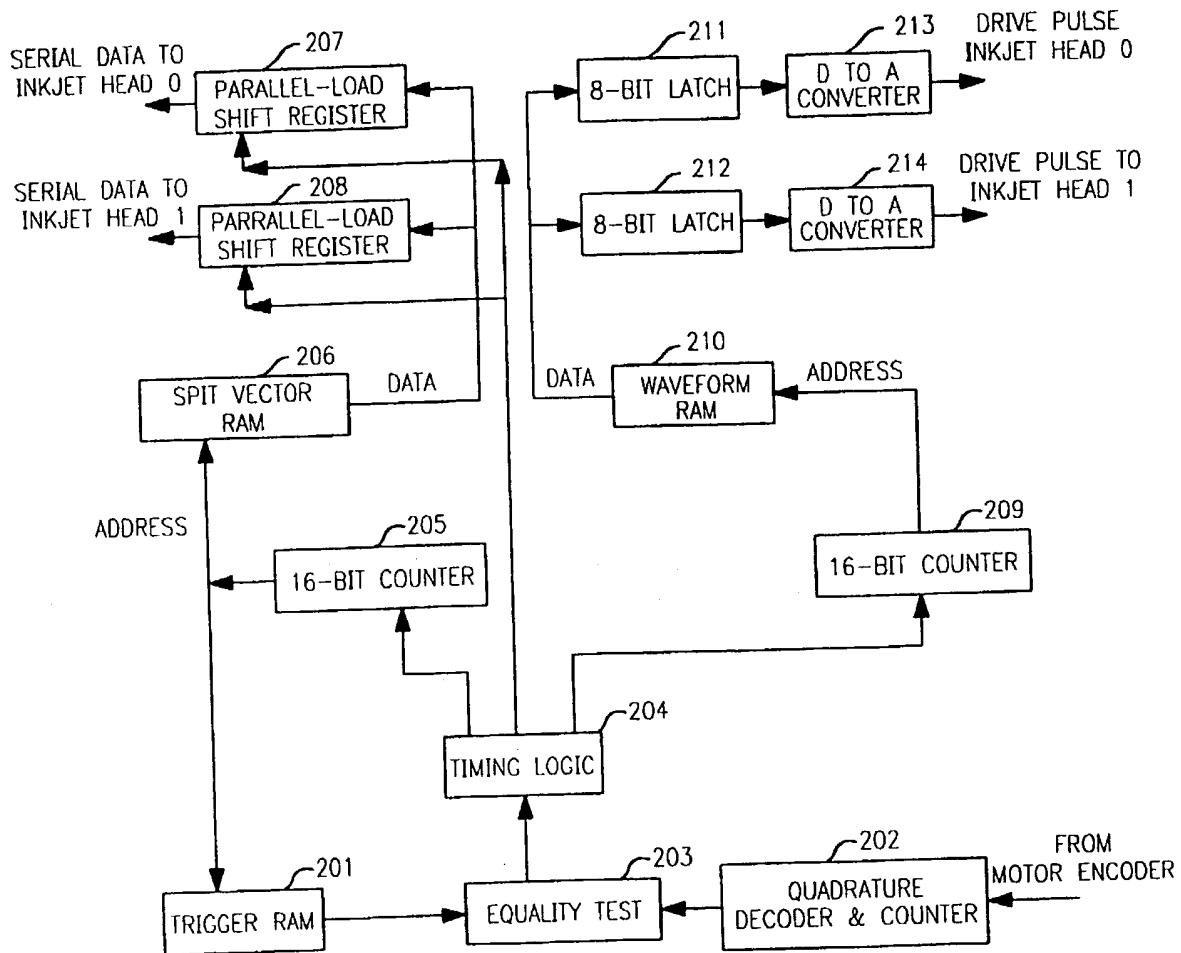 SERIAL DATA TO
INKJET HEAD 0
207
PARALLEL-LOAD
SHIFT REGISTER
211
8-BIT LATCH
213
D TO A
CONVERTER
DRIVE PULSE
INKJET HEAD 0
SERIAL DATA TO
INKJET HEAD 1
208
PARRALLEL-LOAD
SHIFT REGISTER
212
8-BIT LATCH
214
D TO A
CONVERTER
DRIVE PULSE TO
INKJET HEAD 1
206
SPIT VECTOR
RAM
DATA
DATA
210
WAVEFORM
RAM
ADDRESS
ADDRESS
205
16-BIT COUNTER
209
16-BIT COUNTER
204
TIMING LOGIC
201
TRIGGER RAM
203
EQUALITY TEST
202
QUADRATURE
DECODER & COUNTER
FROM
MOTOR ENCODER